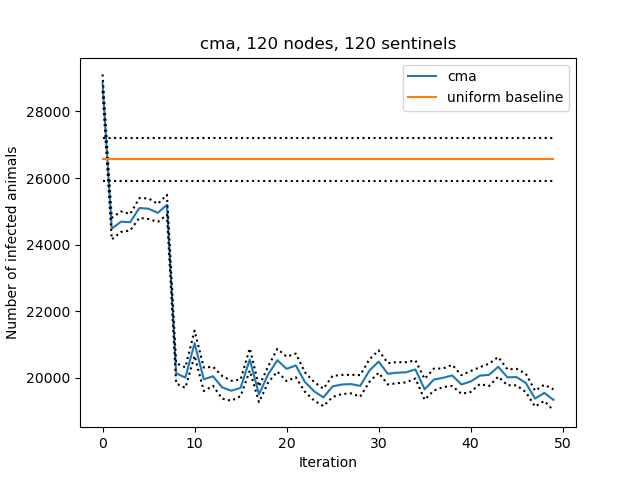 cma, 120 nodes, 120 sentinels
cma
uniform baseline
Number of infected animals
28000
26000
24000
22000
20000
0
10
20
30
40
50
Iteration